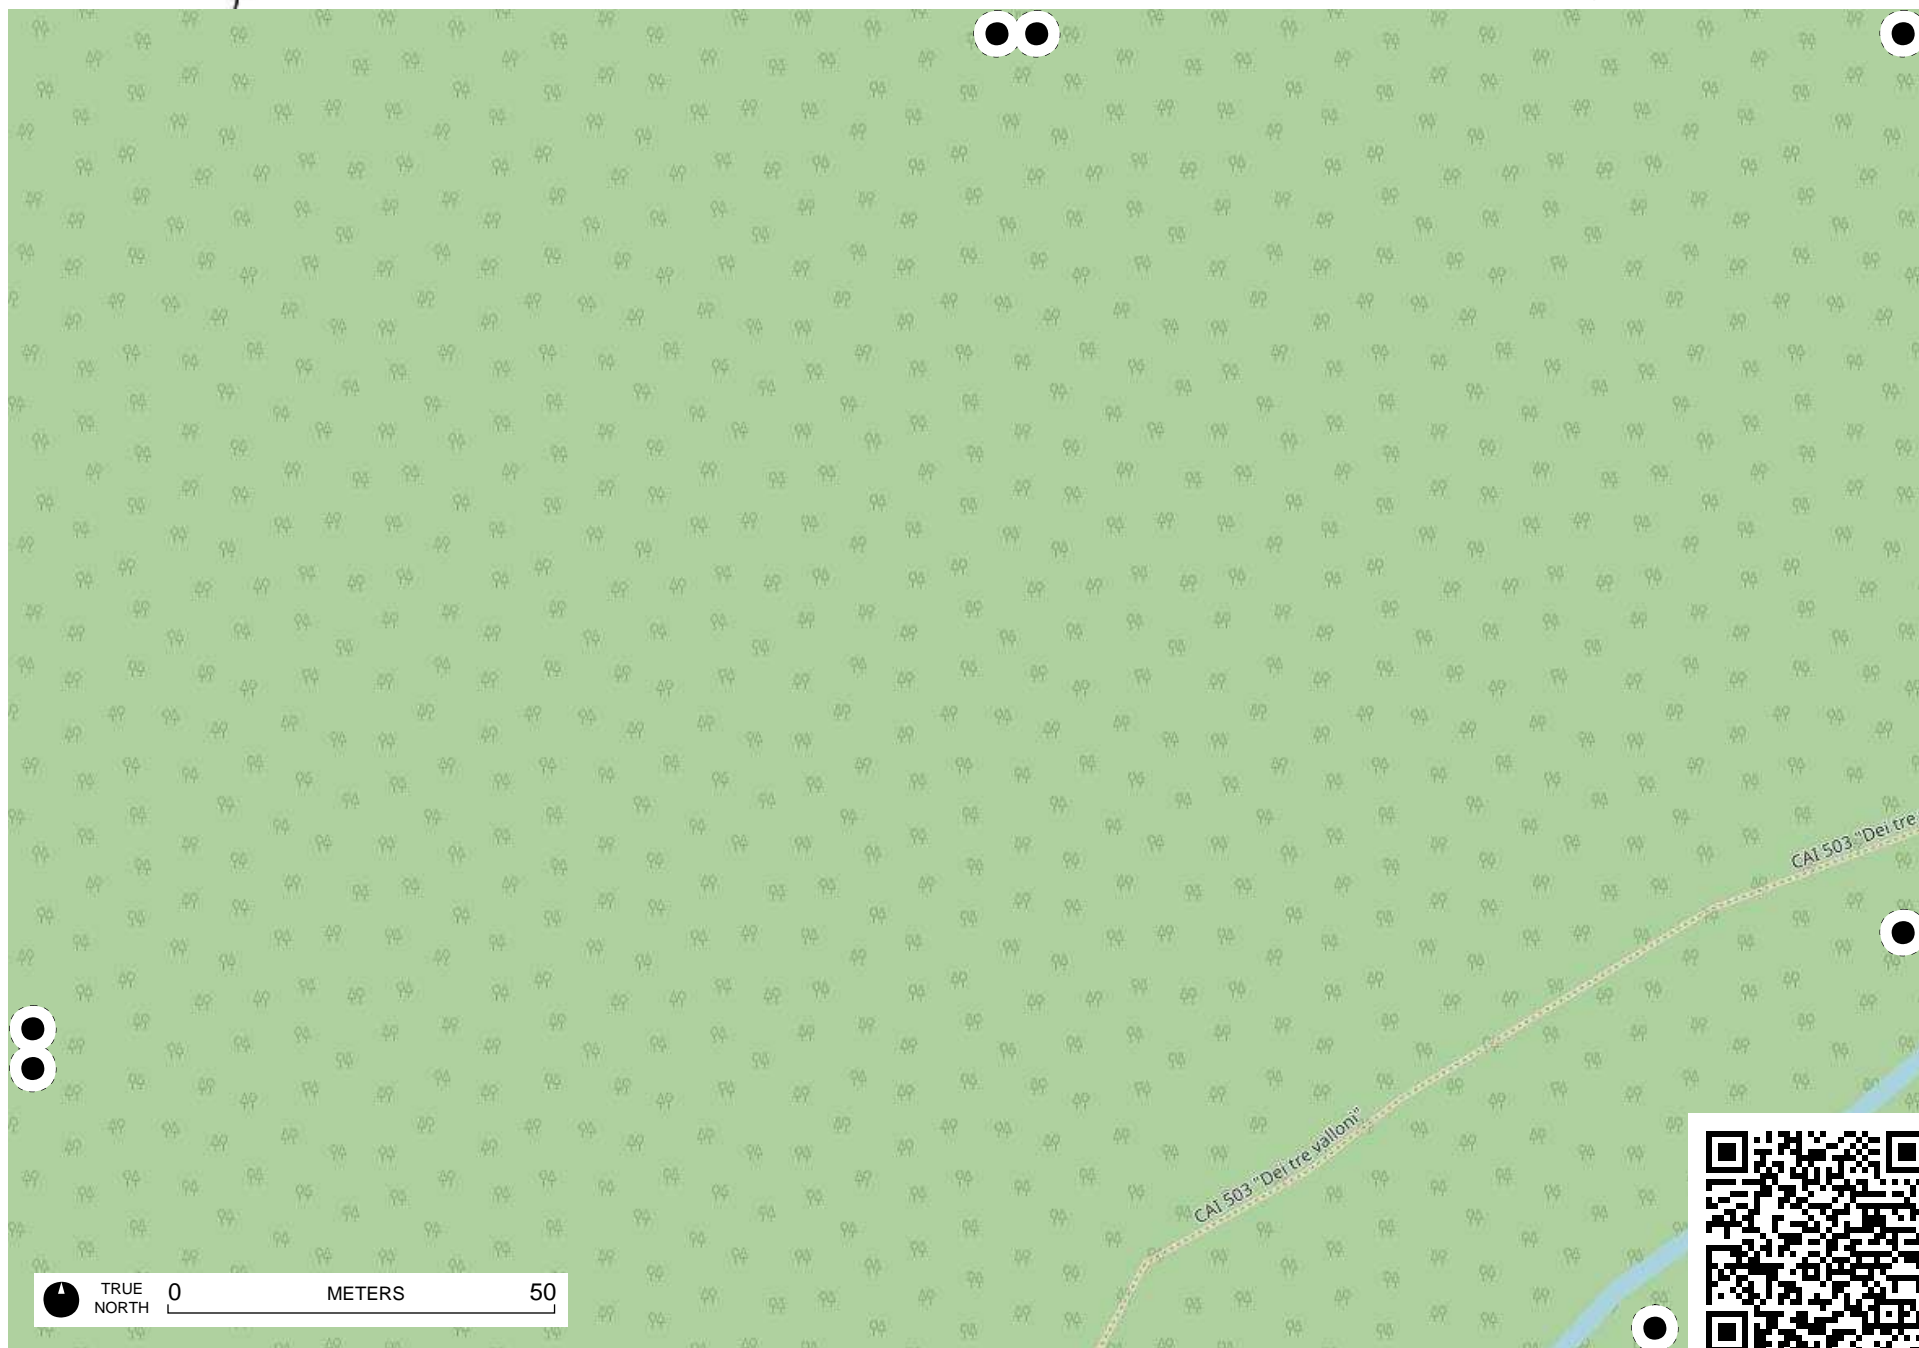 CAI 503 "Dei tre
CAI 503 "Dei tre valloni"
TRUE
NORTH
0 METERS 50